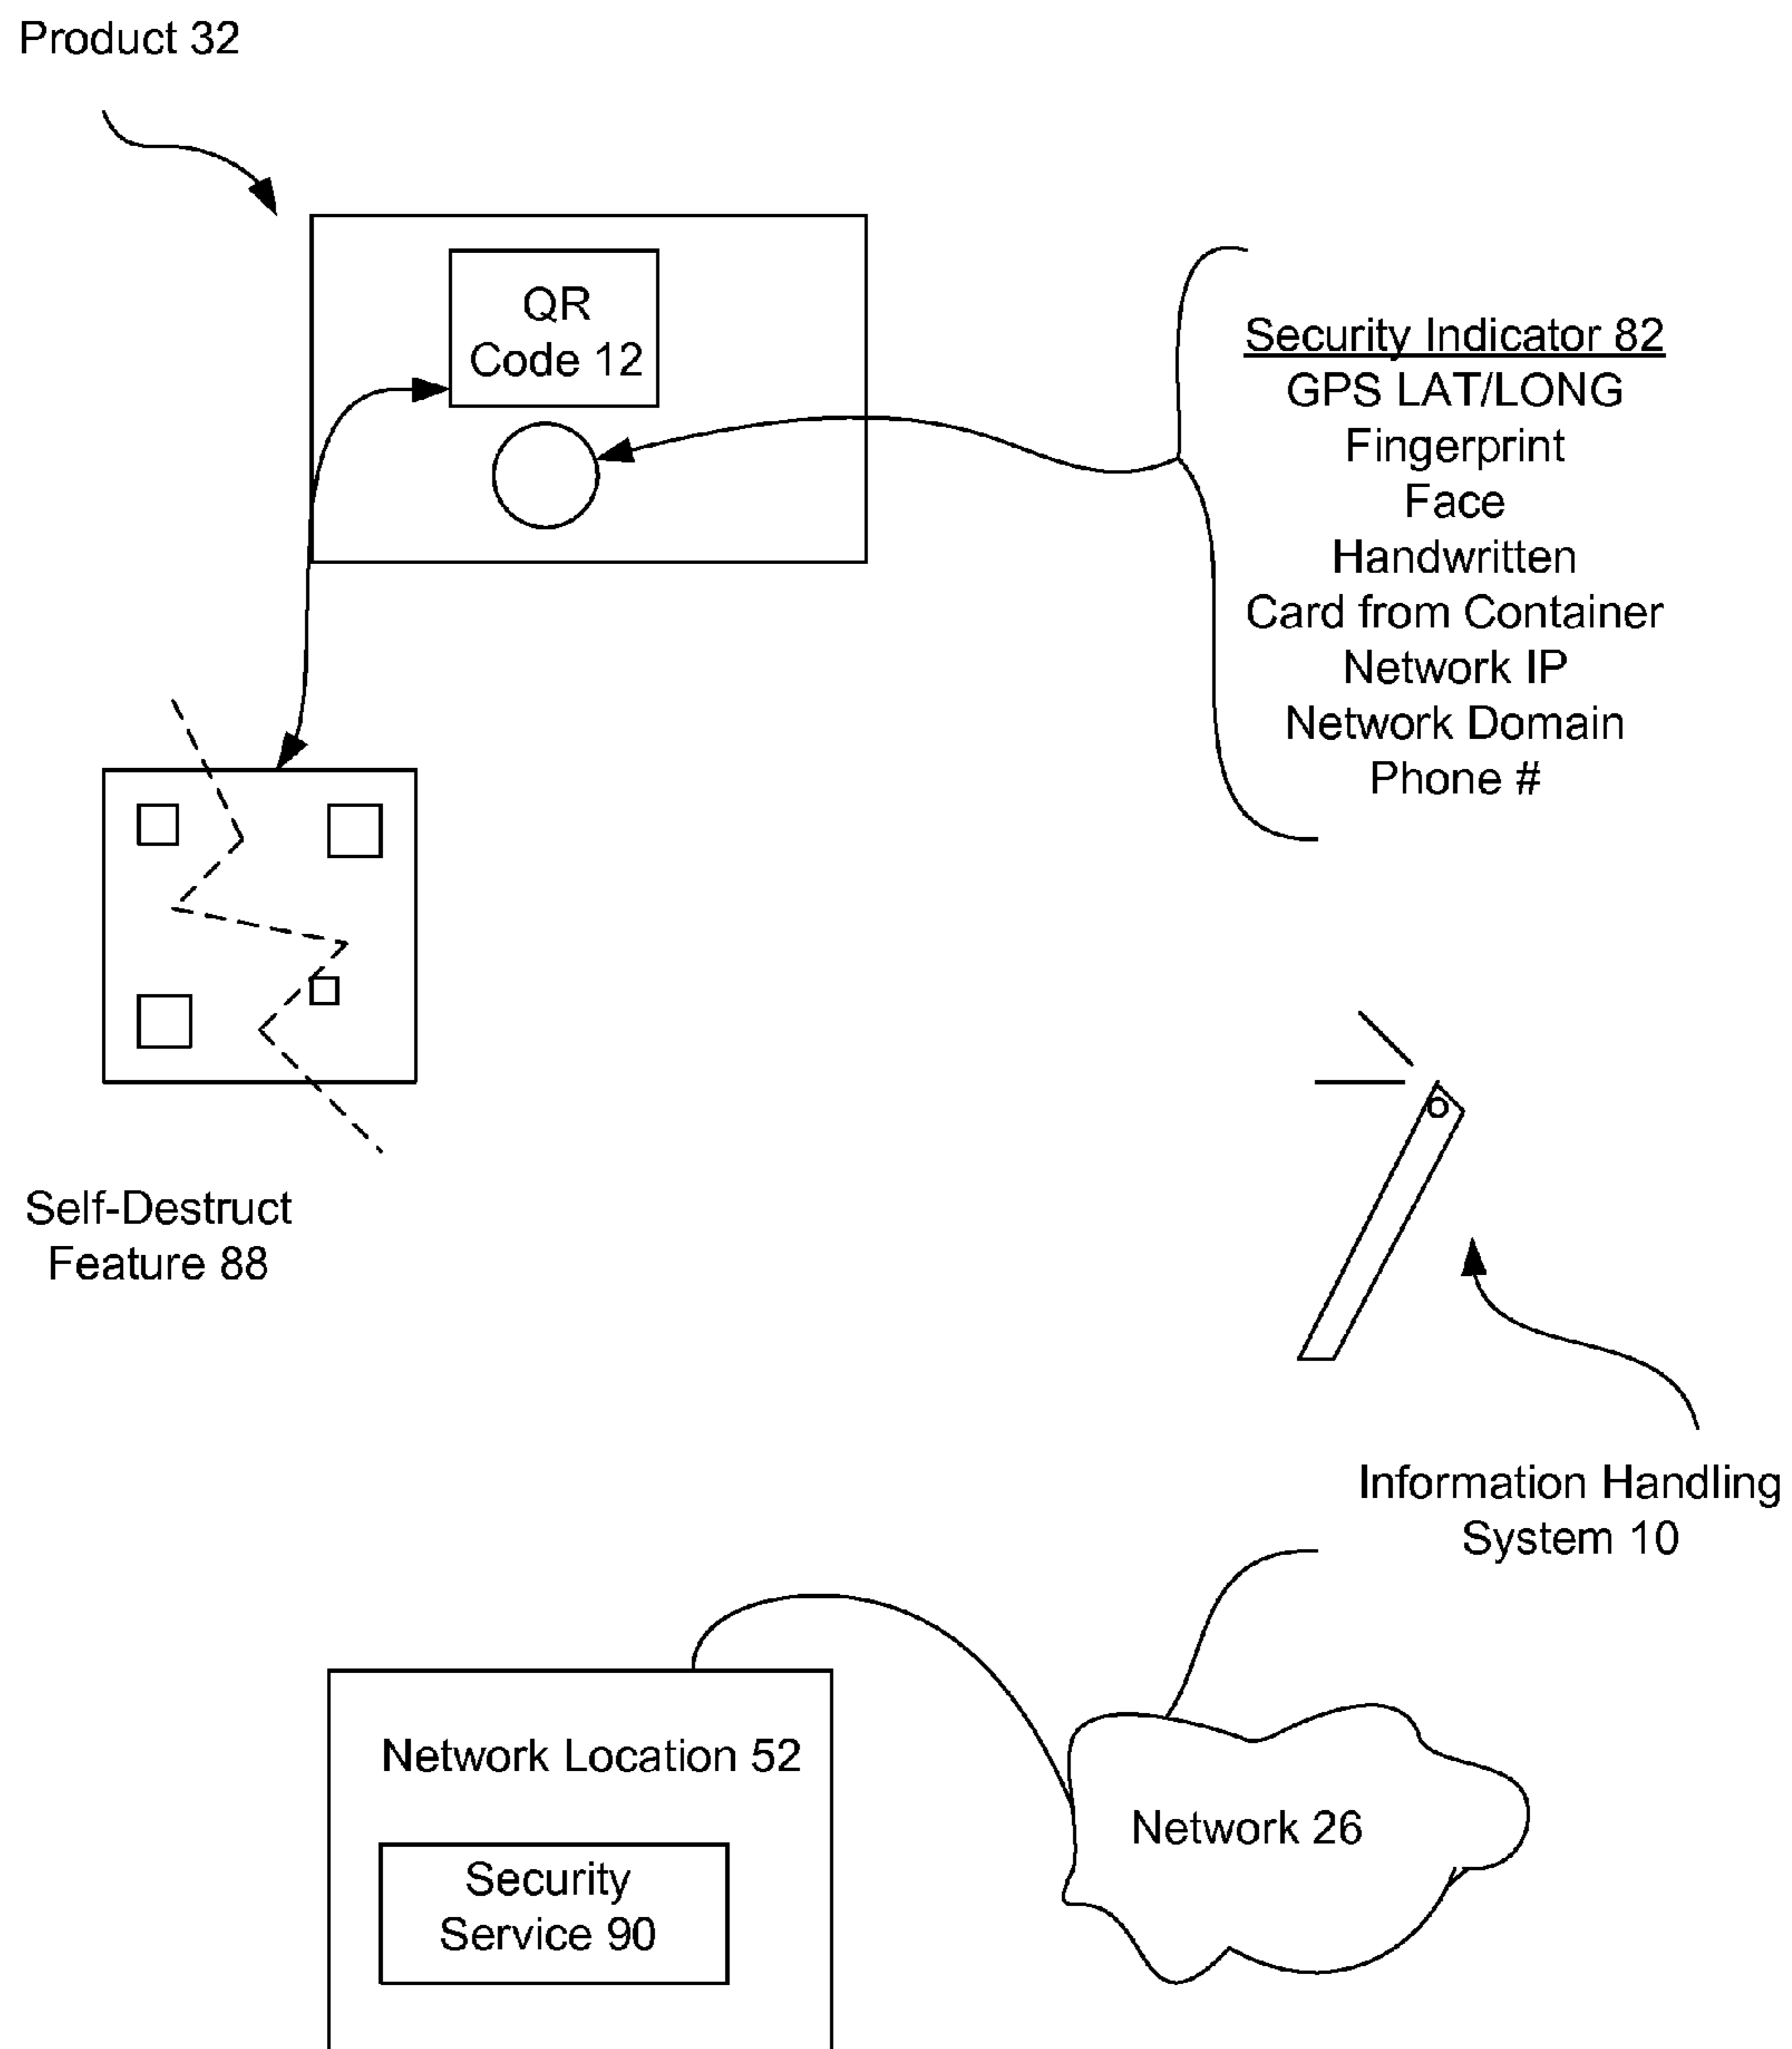 Product 32
QR
Code 12
Security Indicator 82
GPS LAT/LONG
Fingerprint
Face
Handwritten
Card from Container
Network IP
Network Domain
Phone #
Self-Destruct
Feature 88
Information Handling
System 10
Network Location 52
Network 26
Security
Service 90